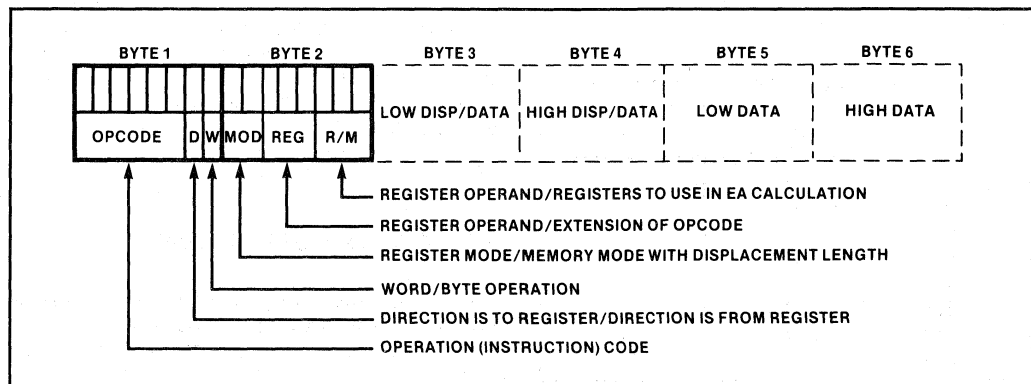 BYTE 1 BYTE 2 BYTE 3 BYTE 4 BYTE 5 BYTE 6
LOW DISP/DATA HIGH DISP/DATA LOW DATA HIGH DATA
OPCODE D W MOD REG R/M
REGISTER OPERAND/REGISTERS TO USE IN EA CALCULATION
REGISTER OPERAND/EXTENSION OF OPCODE
REGISTER MODE/MEMORY MODE WITH DISPLACEMENT LENGTH
WORD/BYTE OPERATION
DIRECTION IS TO REGISTER/DIRECTION IS FROM REGISTER
OPERATION (INSTRUCTION) CODE